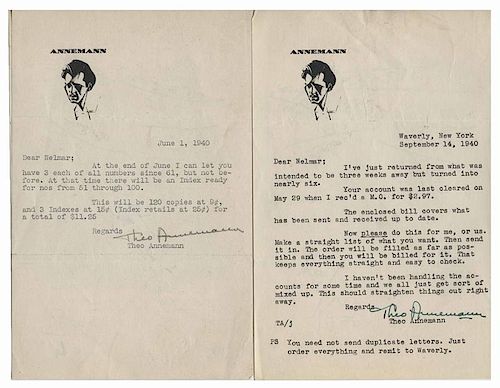 ANNEMANN
June 1, 1940
Dear Nelmar;
At the end of June I can let you
have 3 each of all numbers since 61, but not be-
fore. At that time there will be an Index ready
for nos from 51 through 100.
This will be 120 copies at 9¢,
and 3 Indexes at 15¢ (Index retails at 25¢) for
a total of $11.25
Regards
Theo Annemann
Theo Annemann
ANNEMANN
Waverly, New York
September 14, 1940
Dear Nelmar;
I've just returned from what was
intended to be three weeks away but turned into
nearly six.
Your account was last cleared on
May 29 when I rec'd a M.O. for $2.97.
The enclosed bill covers what
has been sent and received up to date.
Now please do this for me, or us.
Make a straight list of what you want. Then send
it in. The order will be filled as far as pos-
sible and then you will be billed for it. That
keeps everything straight and easy to check.
I haven't been handling the ac-
counts for some time and we all just get sort of
mixed up. This should straighten things out right
away.
Regards
Theo Annemann
TA/j
Theo Annemann
PS You need not send duplicate letters. Just
order everything and remit to Waverly.